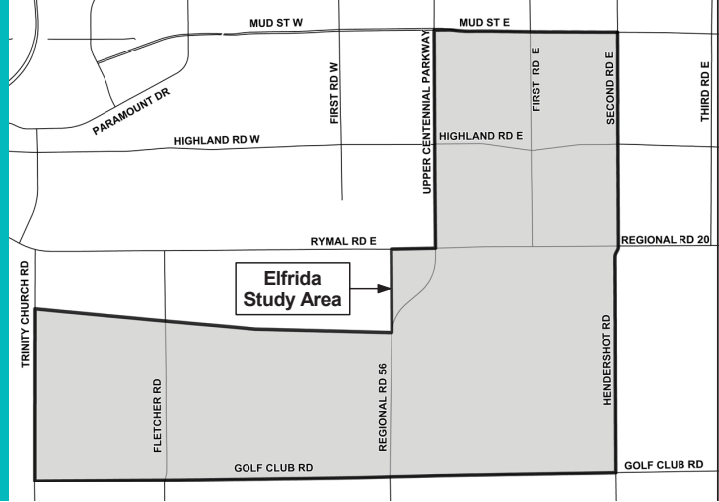 MUD ST W
MUD ST E
PARAMOUNT DR
FIRST RD W
UPPER CENTENNIAL PARKWAY
FIRST RD E
SECOND RD E
THIRD RD E
HIGHLAND RD W
HIGHLAND RD E
RYMAL RD E
REGIONAL RD 20
Elfrida
Study Area
TRINITY CHURCH RD
FLETCHER RD
REGIONAL RD 56
HENDERSHOT RD
GOLF CLUB RD
GOLF CLUB RD